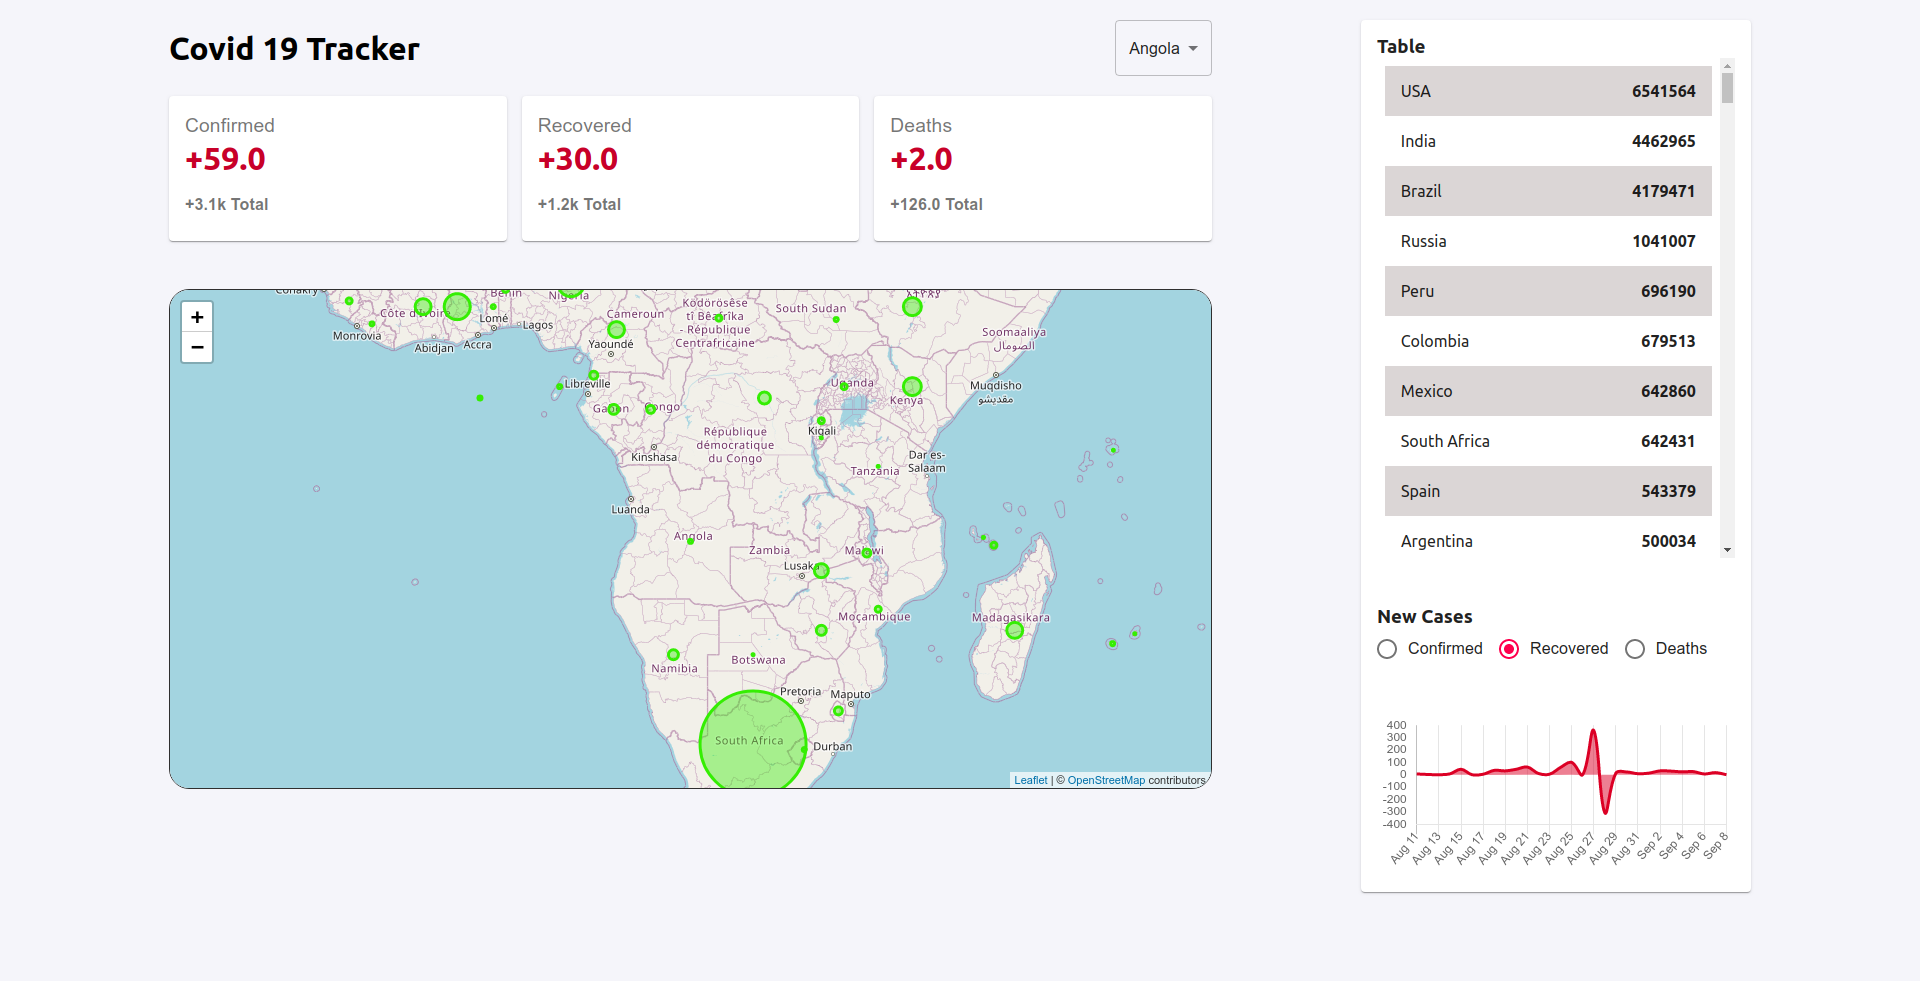 Covid 19 Tracker
Angola
Confirmed
+59.0
+3.1k Total
Recovered
+30.0
+1.2k Total
Deaths
+2.0
+126.0 Total
+
−
Conakry
Monrovia
Côte d'Ivoire
Abidjan
Accra
Lomé
Bénin
Lagos
Nigeria
Cameroun
Yaoundé
Ködörösêse
tî Bêafrîka
- République
Centrafricaine
South Sudan
Soomaaliya
الصومال
Muqdisho
مقديشو
Libreville
Gabon
Congo
Uganda
Kenya
Kigali
République
démocratique
du Congo
Kinshasa
Dar es-
Salaam
Tanzania
Luanda
Angola
Zambia
Malawi
Lusaka
Moçambique
Madagasikara
Namibia
Botswana
Pretoria
Maputo
South Africa
Durban
Leaflet | © OpenStreetMap contributors
Table
USA 6541564
India 4462965
Brazil 4179471
Russia 1041007
Peru 696190
Colombia 679513
Mexico 642860
South Africa 642431
Spain 543379
Argentina 500034
New Cases
Confirmed Recovered Deaths
400
300
200
100
0
-100
-200
-300
-400
Aug 11 Aug 13 Aug 15 Aug 17 Aug 19 Aug 21 Aug 23 Aug 25 Aug 27 Aug 29 Aug 31 Sep 2 Sep 4 Sep 6 Sep 8